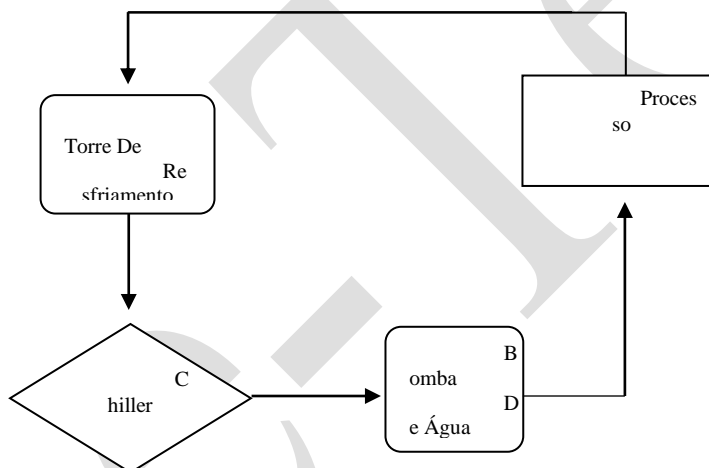 Proces
so
Torre De
Re
sfriamento
C
hiller
B
omba
D
e Água